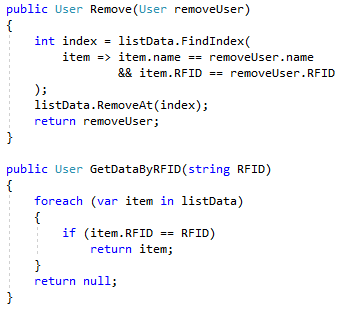 public User Remove(User removeUser)
{
    int index = listData.FindIndex(
        item => item.name == removeUser.name
                && item.RFID == removeUser.RFID
    );
    listData.RemoveAt(index);
    return removeUser;
}

public User GetDataByRFID(string RFID)
{
    foreach (var item in listData)
    {
        if (item.RFID == RFID)
            return item;
    }
    return null;
}